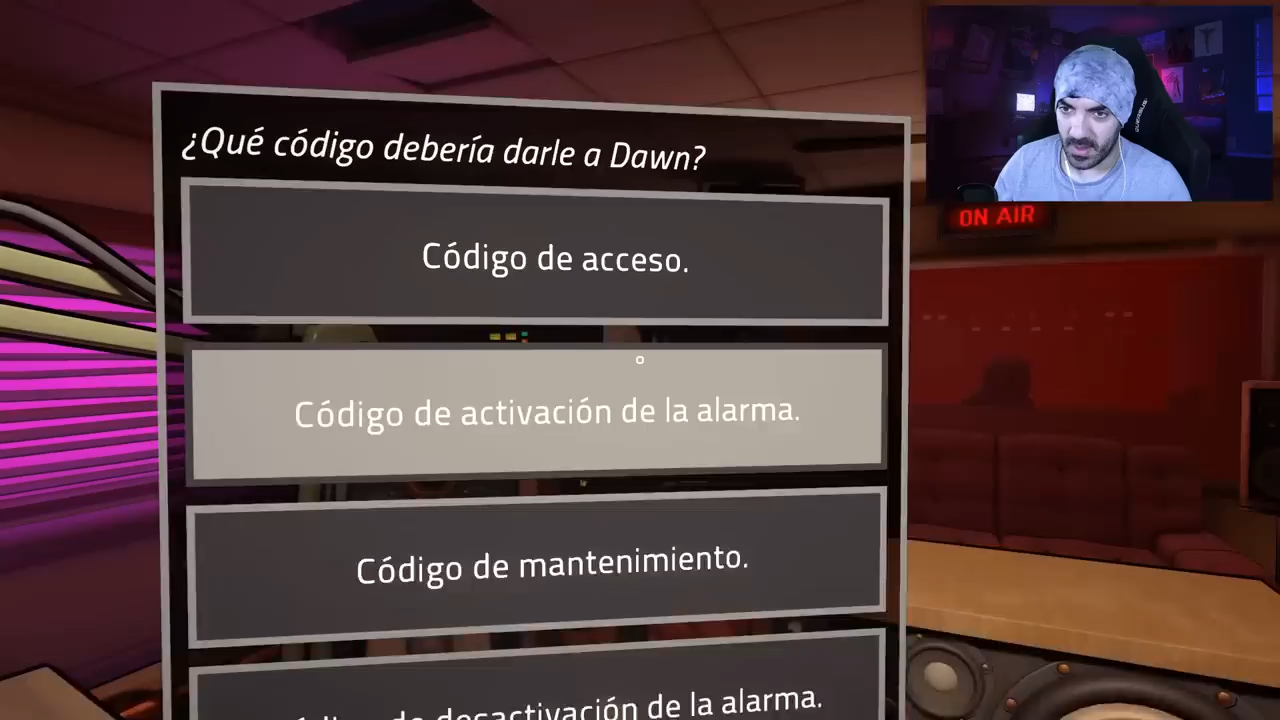 ¿Qué código debería darle a Dawn?
ON AIR
Código de acceso.
Código de activación de la alarma.
Código de mantenimiento.
desactivación de la alarma.